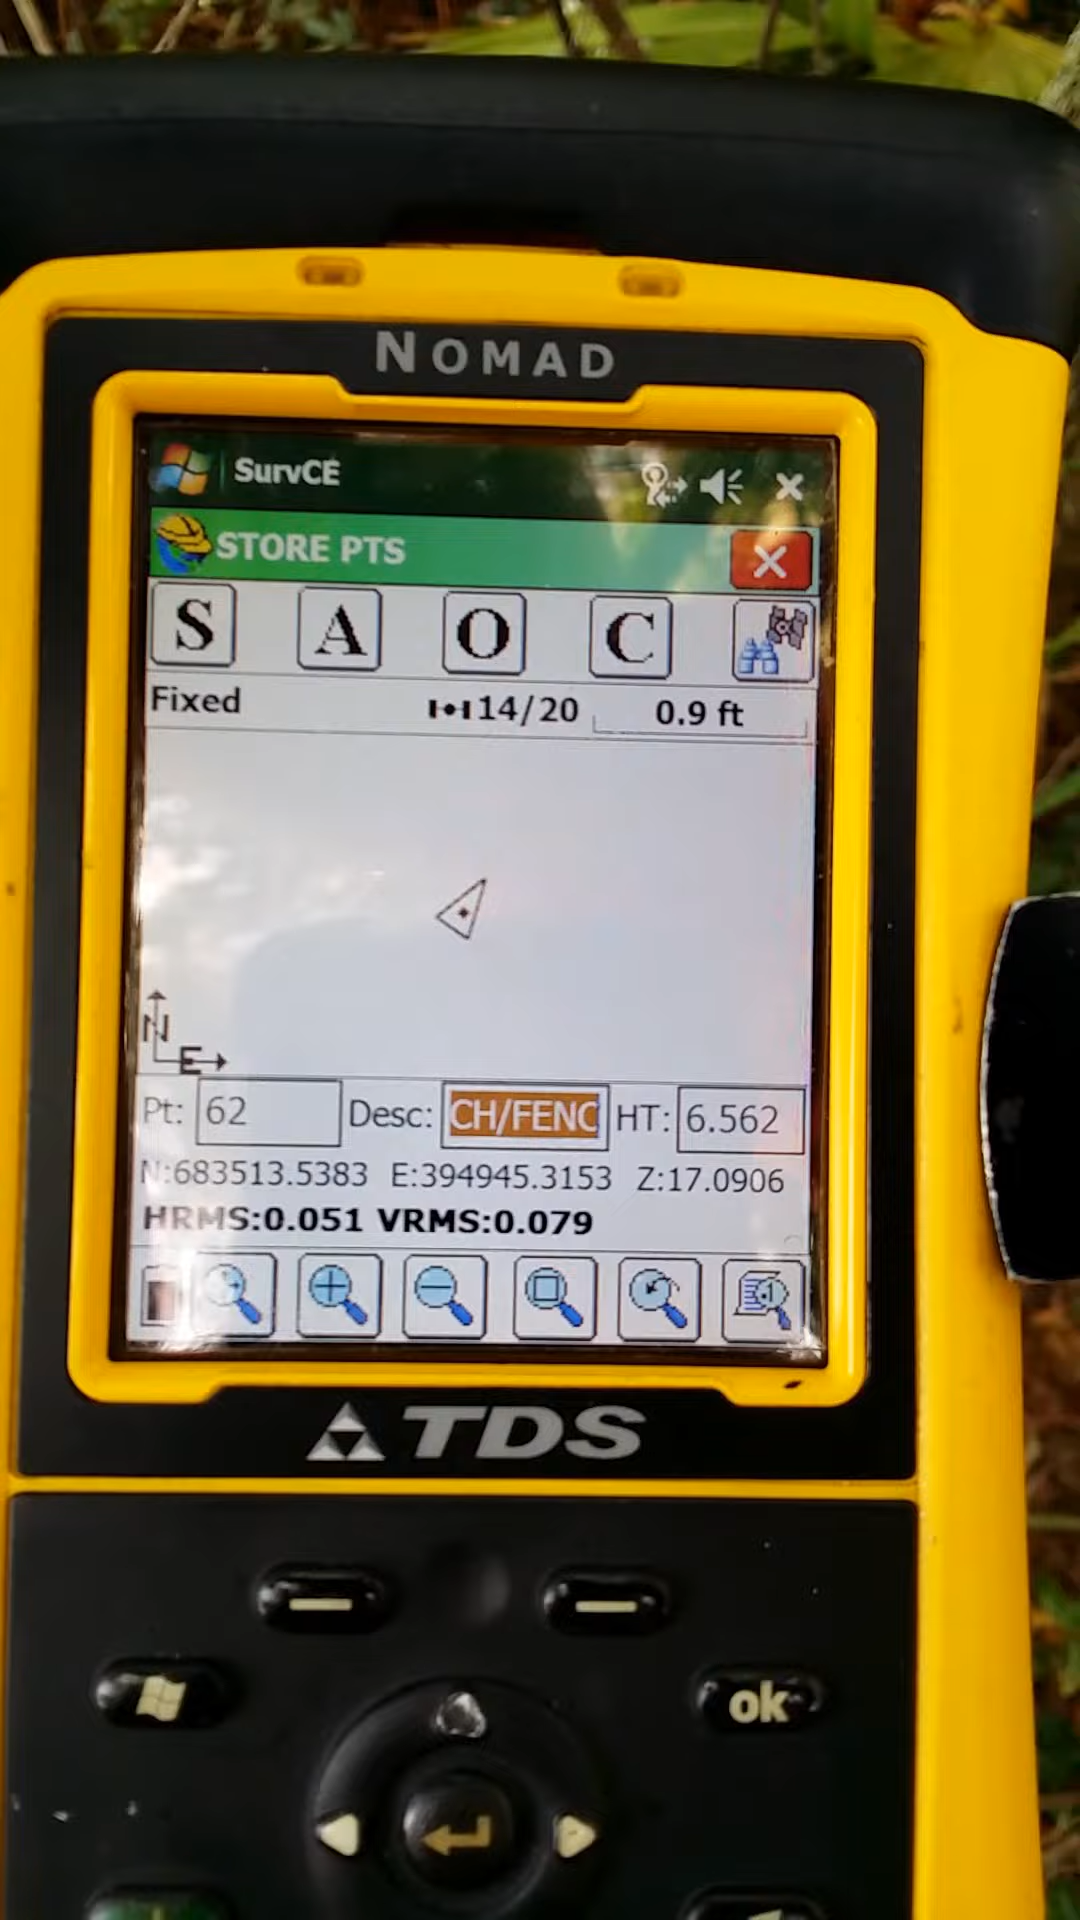 NOMAD
SurvCE
STORE PTS
S A O C
Fixed 14/20 0.9 ft
N
E
Pt: 62 Desc: CH/FENC HT: 6.562
N:683513.5383 E:394945.3153 Z:17.0906
HRMS:0.051 VRMS:0.079
TDS
ok